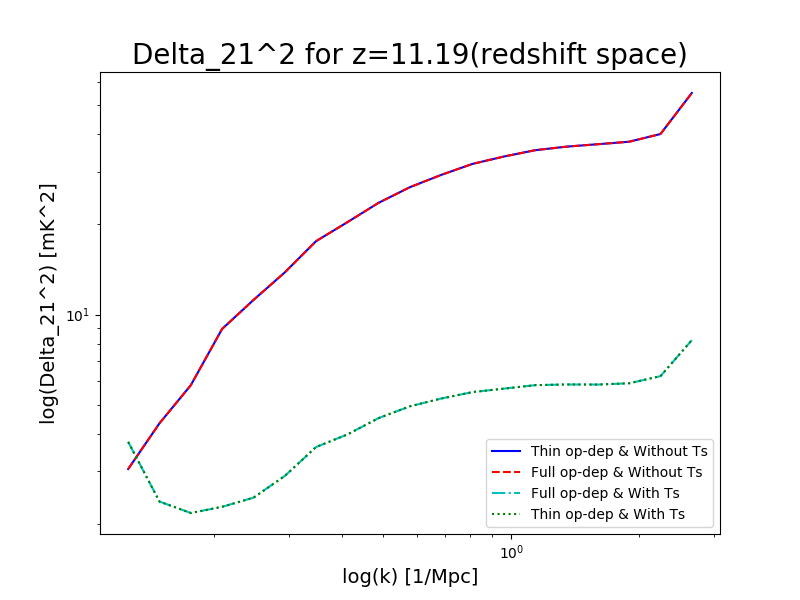 Delta_21^2 for z=11.19(redshift space)
log(Delta_21^2) [mK^2]
10^1
Thin op-dep & Without Ts
Full op-dep & Without Ts
Full op-dep & With Ts
Thin op-dep & With Ts
10^0
log(k) [1/Mpc]